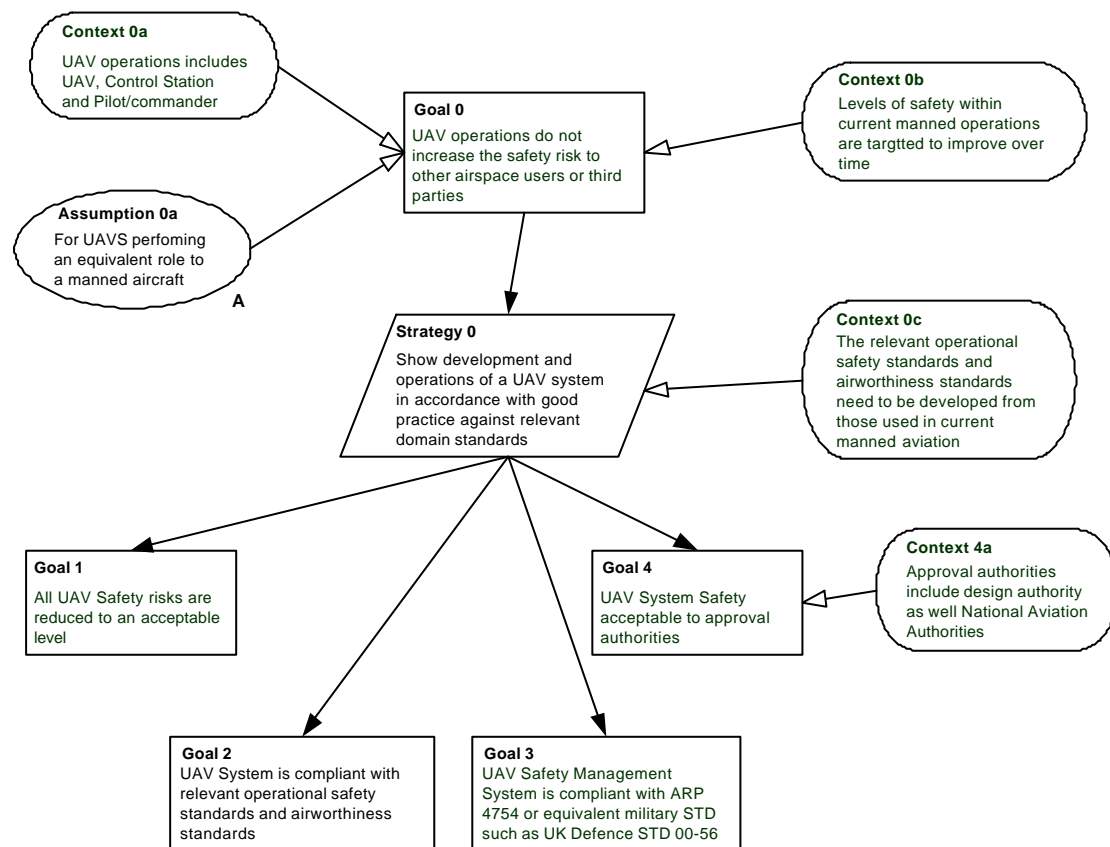 Context 0a
UAV operations includes
UAV, Control Station
and Pilot/commander
Goal 0
UAV operations do not
increase the safety risk to
other airspace users or third
parties
Context 0b
Levels of safety within
current manned operations
are targtted to improve over
time
Assumption 0a
For UAVS perfoming
an equivalent role to
a manned aircraft
A
Strategy 0
Show development and
operations of a UAV system
in accordance with good
practice against relevant
domain standards
Context 0c
The relevant operational
safety standards and
airworthiness standards
need to be developed from
those used in current
manned aviation
Goal 1
All UAV Safety risks are
reduced to an acceptable
level
Goal 4
UAV System Safety
acceptable to approval
authorities
Context 4a
Approval authorities
include design authority
as well National Aviation
Authorities
Goal 2
UAV System is compliant with
relevant operational safety
standards and airworthiness
standards
Goal 3
UAV Safety Management
System is compliant with ARP
4754 or equivalent military STD
such as UK Defence STD 00-56